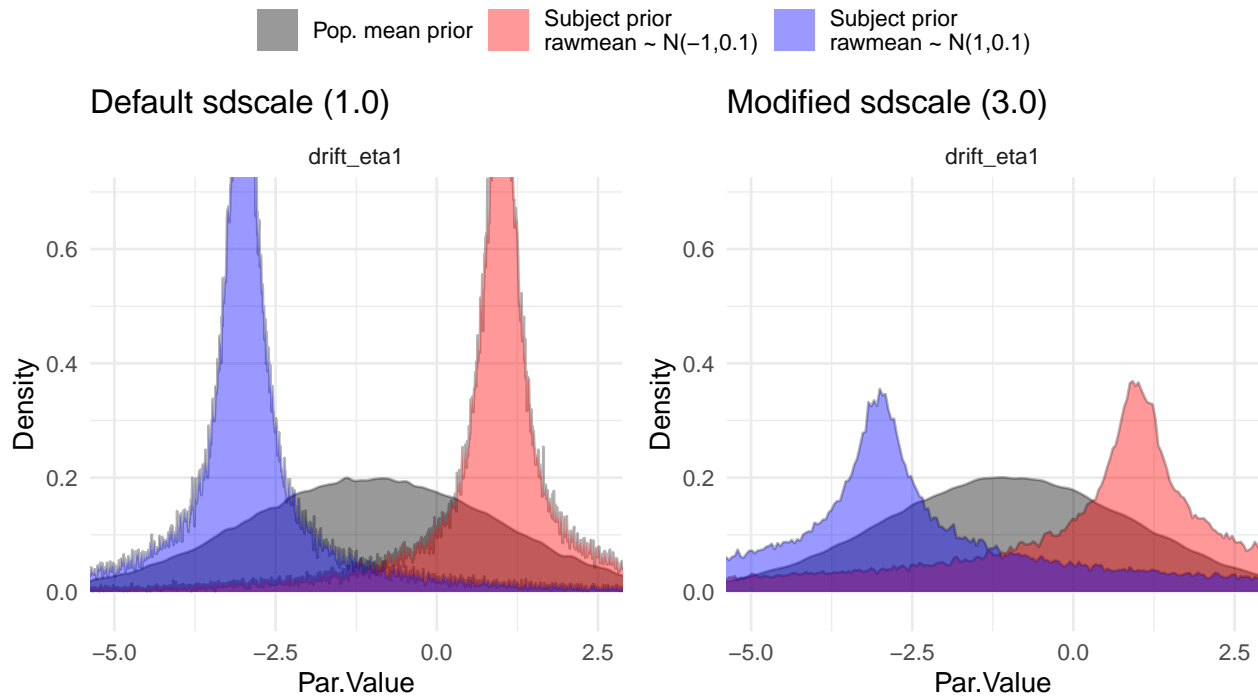 Pop. mean prior
Subject prior
rawmean ~ N(−1,0.1)
Subject prior
rawmean ~ N(1,0.1)
Default sdscale (1.0)
Modified sdscale (3.0)
drift_eta1
drift_eta1
Density
0.6
0.4
0.2
0.0
−5.0
−2.5
0.0
2.5
Par.Value
Density
0.6
0.4
0.2
0.0
−5.0
−2.5
0.0
2.5
Par.Value